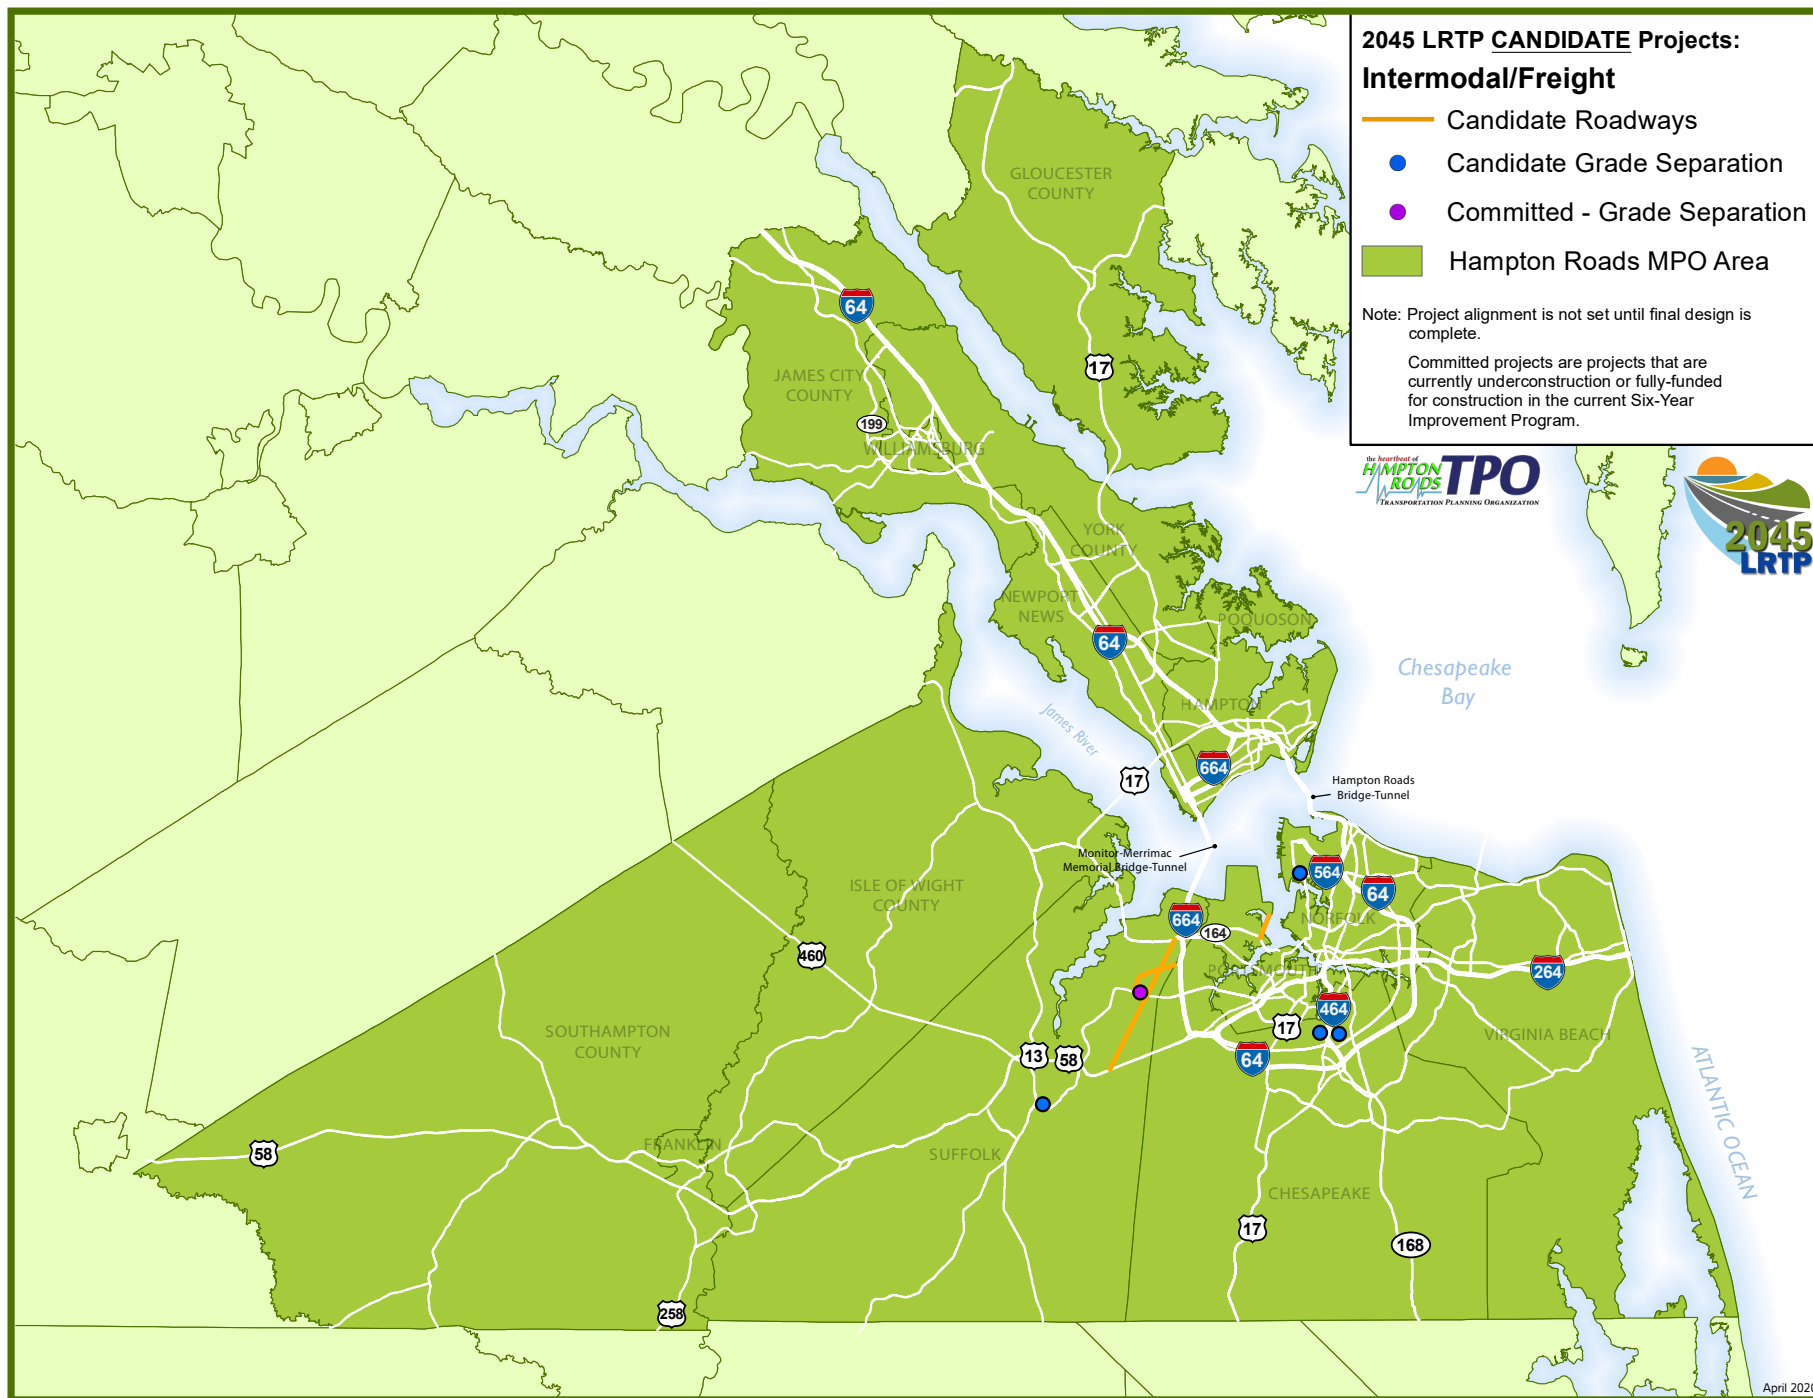 2045 LRTP CANDIDATE Projects:
Intermodal/Freight
Candidate Roadways
Candidate Grade Separation
Committed - Grade Separation
Hampton Roads MPO Area
Note: Project alignment is not set until final design is
complete.
Committed projects are projects that are
currently underconstruction or fully-funded
for construction in the current Six-Year
Improvement Program.
the heartbeat of
HAMPTON
ROADS
TPO
TRANSPORTATION PLANNING ORGANIZATION
2045
LRTP
GLOUCESTER
COUNTY
64
17
JAMES CITY
COUNTY
199
WILLIAMSBURG
YORK
COUNTY
NEWPORT
NEWS
POQUOSON
64
Chesapeake
Bay
HAMPTON
James River
664
17
Hampton Roads
Bridge-Tunnel
Monitor-Merrimac
Memorial Bridge-Tunnel
564
64
ISLE OF WIGHT
COUNTY
664
164
NORFOLK
460
PORTSMOUTH
264
464
17
SOUTHAMPTON
COUNTY
VIRGINIA BEACH
13
58
64
ATLANTIC OCEAN
58
FRANKLIN
SUFFOLK
CHESAPEAKE
17
168
258
April 2020